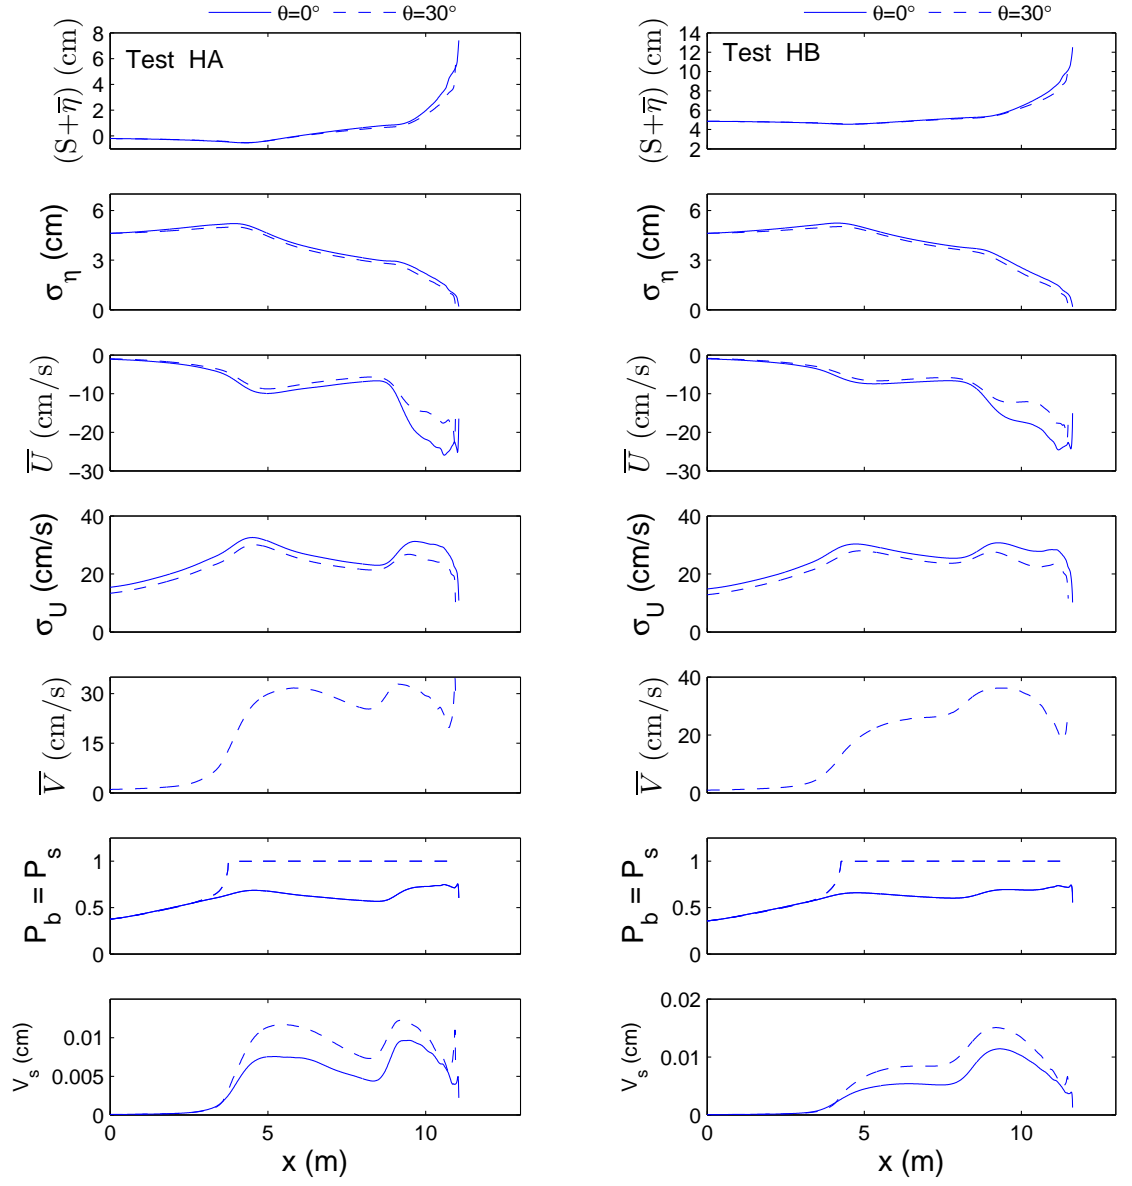 θ=0° θ=30°
Test HA
(S+η̅) (cm)
8
6
4
2
0
σ_η (cm)
6
3
0
U̅ (cm/s)
0
−10
−20
−30
σ_U (cm/s)
40
20
0
V̅ (cm/s)
30
15
0
P_b = P_s
1
0.5
0
V_s (cm)
0.01
0.005
0
0 5 10
x (m)
θ=0° θ=30°
Test HB
(S+η̅) (cm)
14
12
10
8
6
4
2
σ_η (cm)
6
3
0
U̅ (cm/s)
0
−10
−20
−30
σ_U (cm/s)
40
20
0
V̅ (cm/s)
40
20
0
P_b = P_s
1
0.5
0
V_s (cm)
0.02
0.01
0
0 5 10
x (m)